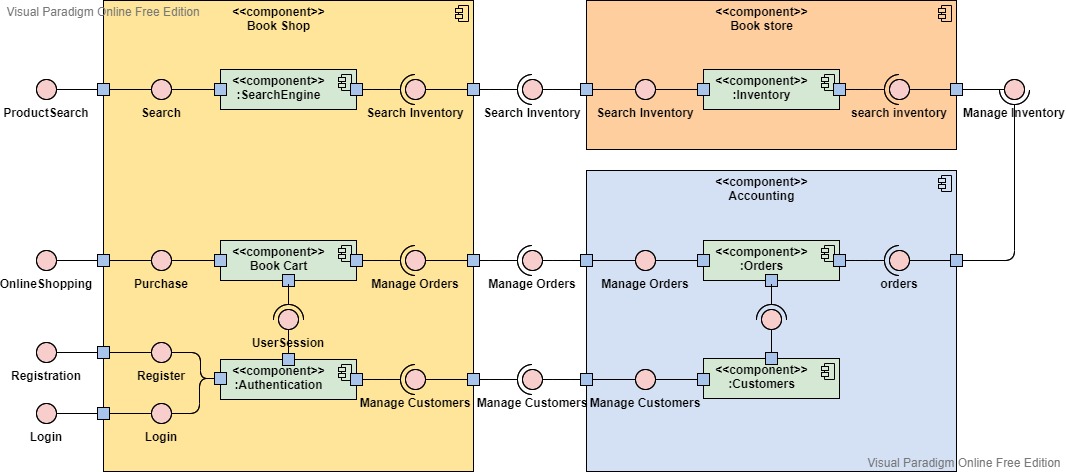 Visual Paradigm Online Free Edition
<<component>>
Book Shop
<<component>>
Book store
<<component>>
:SearchEngine
<<component>>
:Inventory
ProductSearch
Search
Search Inventory
Search Inventory
Search Inventory
search inventory
Manage Inventory
<<component>>
Accounting
<<component>>
Book Cart
<<component>>
:Orders
OnlineShopping
Purchase
Manage Orders
Manage Orders
Manage Orders
orders
UserSession
<<component>>
:Authentication
<<component>>
:Customers
Registration
Register
Manage Customers
Manage Customers
Manage Customers
Login
Login
Visual Paradigm Online Free Edition